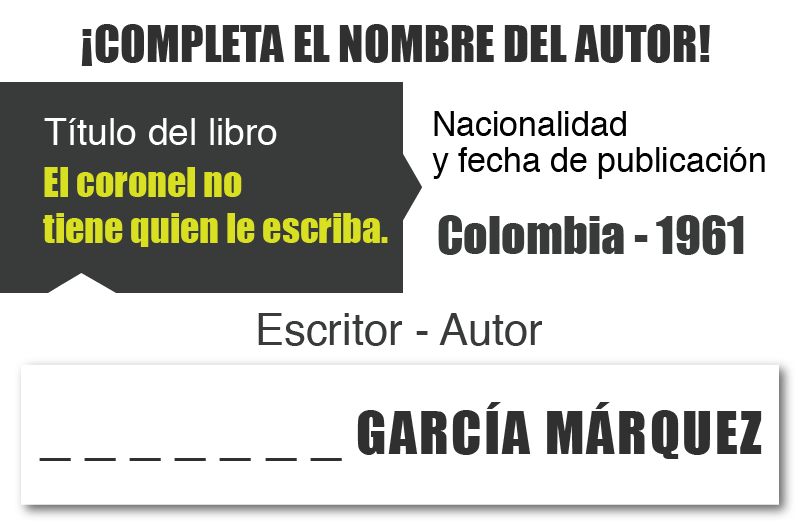 ¡COMPLETA EL NOMBRE DEL AUTOR!
Título del libro
El coronel no
tiene quien le escriba.
Nacionalidad
y fecha de publicación
Colombia - 1961
Escritor - Autor
_ _ _ _ _ _ _ GARCÍA MÁRQUEZ